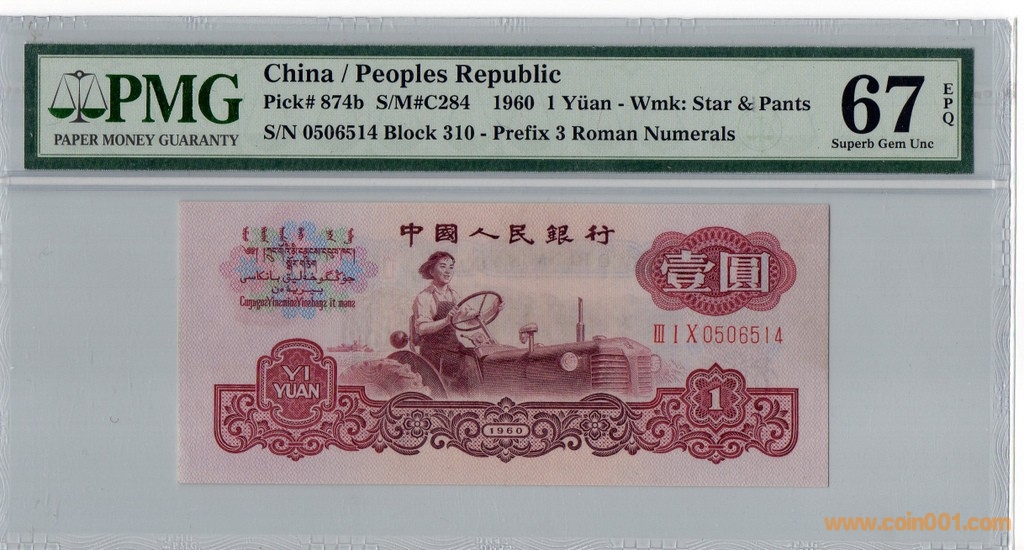 PMG
PAPER MONEY GUARANTY
China / Peoples Republic
Pick# 874b S/M#C284 1960 1 Yüan - Wmk: Star & Pants
S/N 0506514 Block 310 - Prefix 3 Roman Numerals
67
EPQ
Superb Gem Unc
中國人民銀行
壹圓
Ⅲ I X 0506514
YI
YUAN
1
1960
www.coin001.com